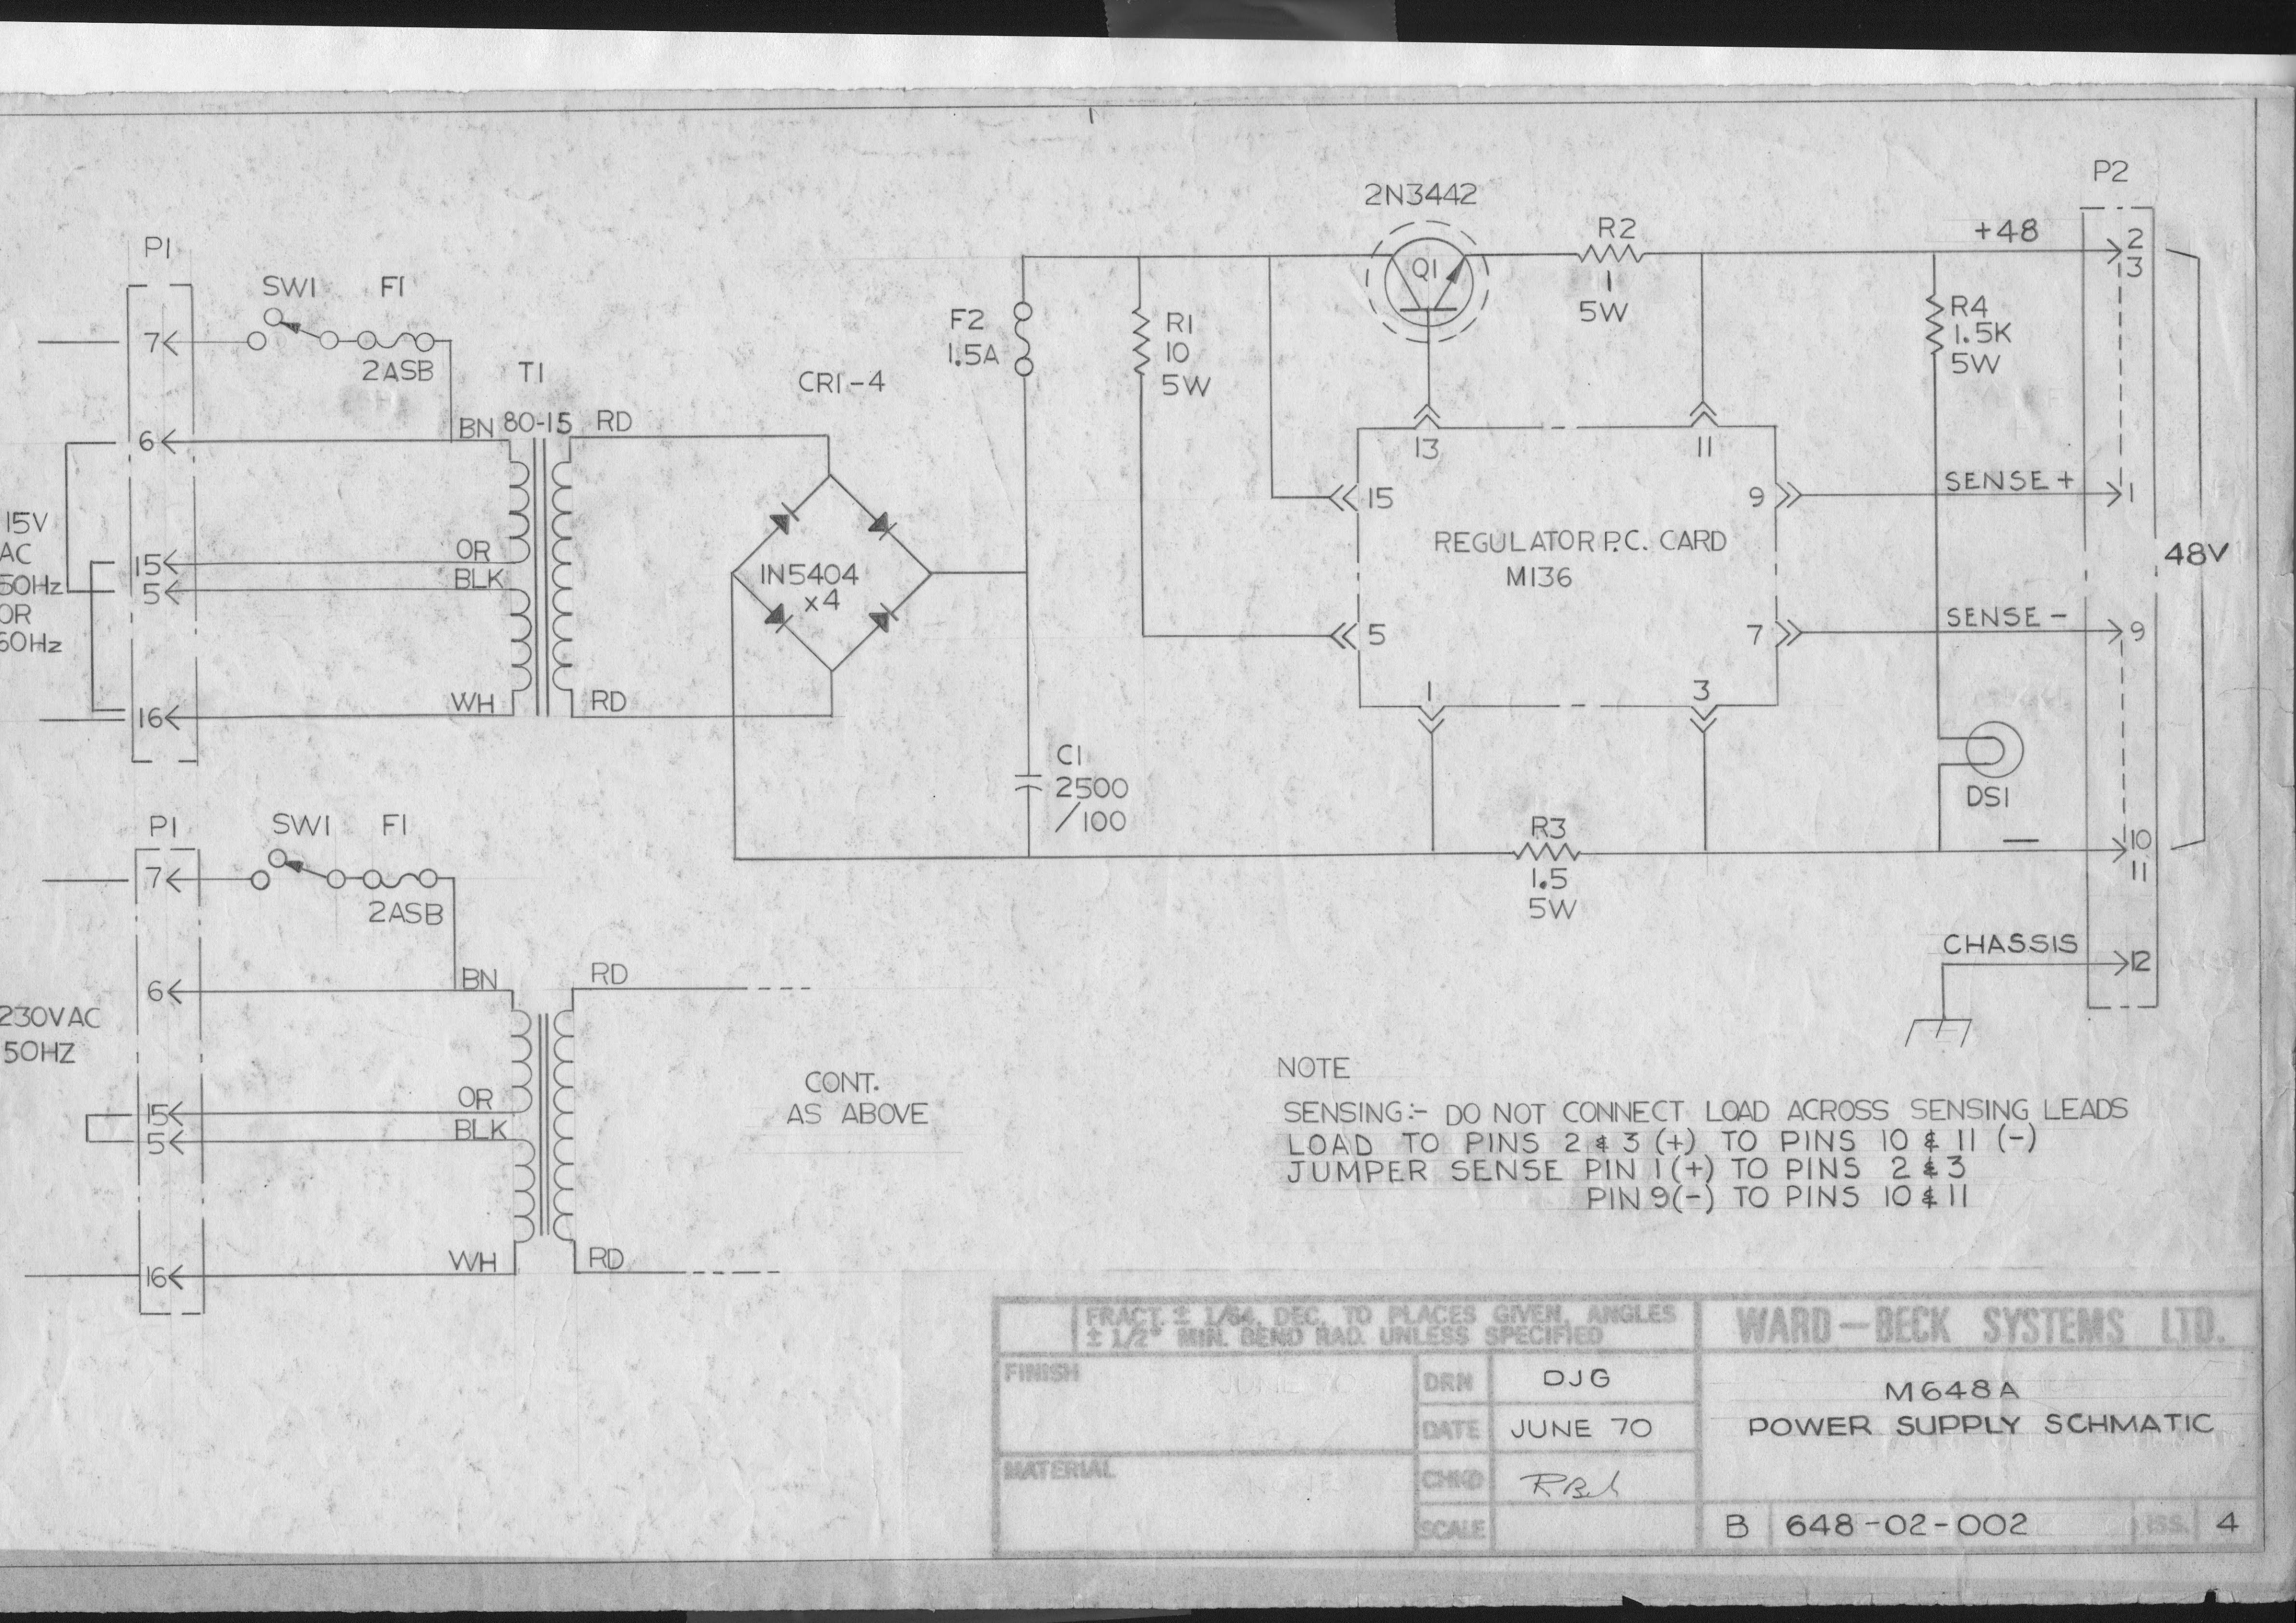 P1
SW1 F1
7
2ASB
6
BN
T1
80-15
RD
15V
AC
50Hz
OR
60Hz
15
OR
5
BLK
16
WH
RD
CR1-4
IN5404
x4
F2
1.5A
R1
10
5W
C1
2500
/100
2N3442
Q1
R2
1
5W
+48
P2
2
3
R4
1.5K
5W
13
11
15
9
SENSE +
1
REGULATOR P.C. CARD
M136
48V
5
7
SENSE -
9
1
3
DS1
R3
1.5
5W
—
10
11
CHASSIS
12
P1
SW1 F1
7
2ASB
6
BN
RD
230VAC
50HZ
15
OR
5
BLK
16
WH
RD
CONT.
AS ABOVE
NOTE
SENSING:- DO NOT CONNECT LOAD ACROSS SENSING LEADS
LOAD TO PINS 2 & 3 (+) TO PINS 10 & 11 (-)
JUMPER SENSE PIN 1(+) TO PINS 2 & 3
PIN 9(-) TO PINS 10 & 11
FRACT. ± 1/64, DEC. TO PLACES GIVEN, ANGLES
± 1/2° MIN. BEND RAD. UNLESS SPECIFIED
WARD-BECK SYSTEMS LTD.
FINISH
DRN
DJG
M648A
POWER SUPPLY SCHMATIC
DATE
JUNE 70
MATERIAL
CHKD
SCALE
B
648-02-002
ISS.
4